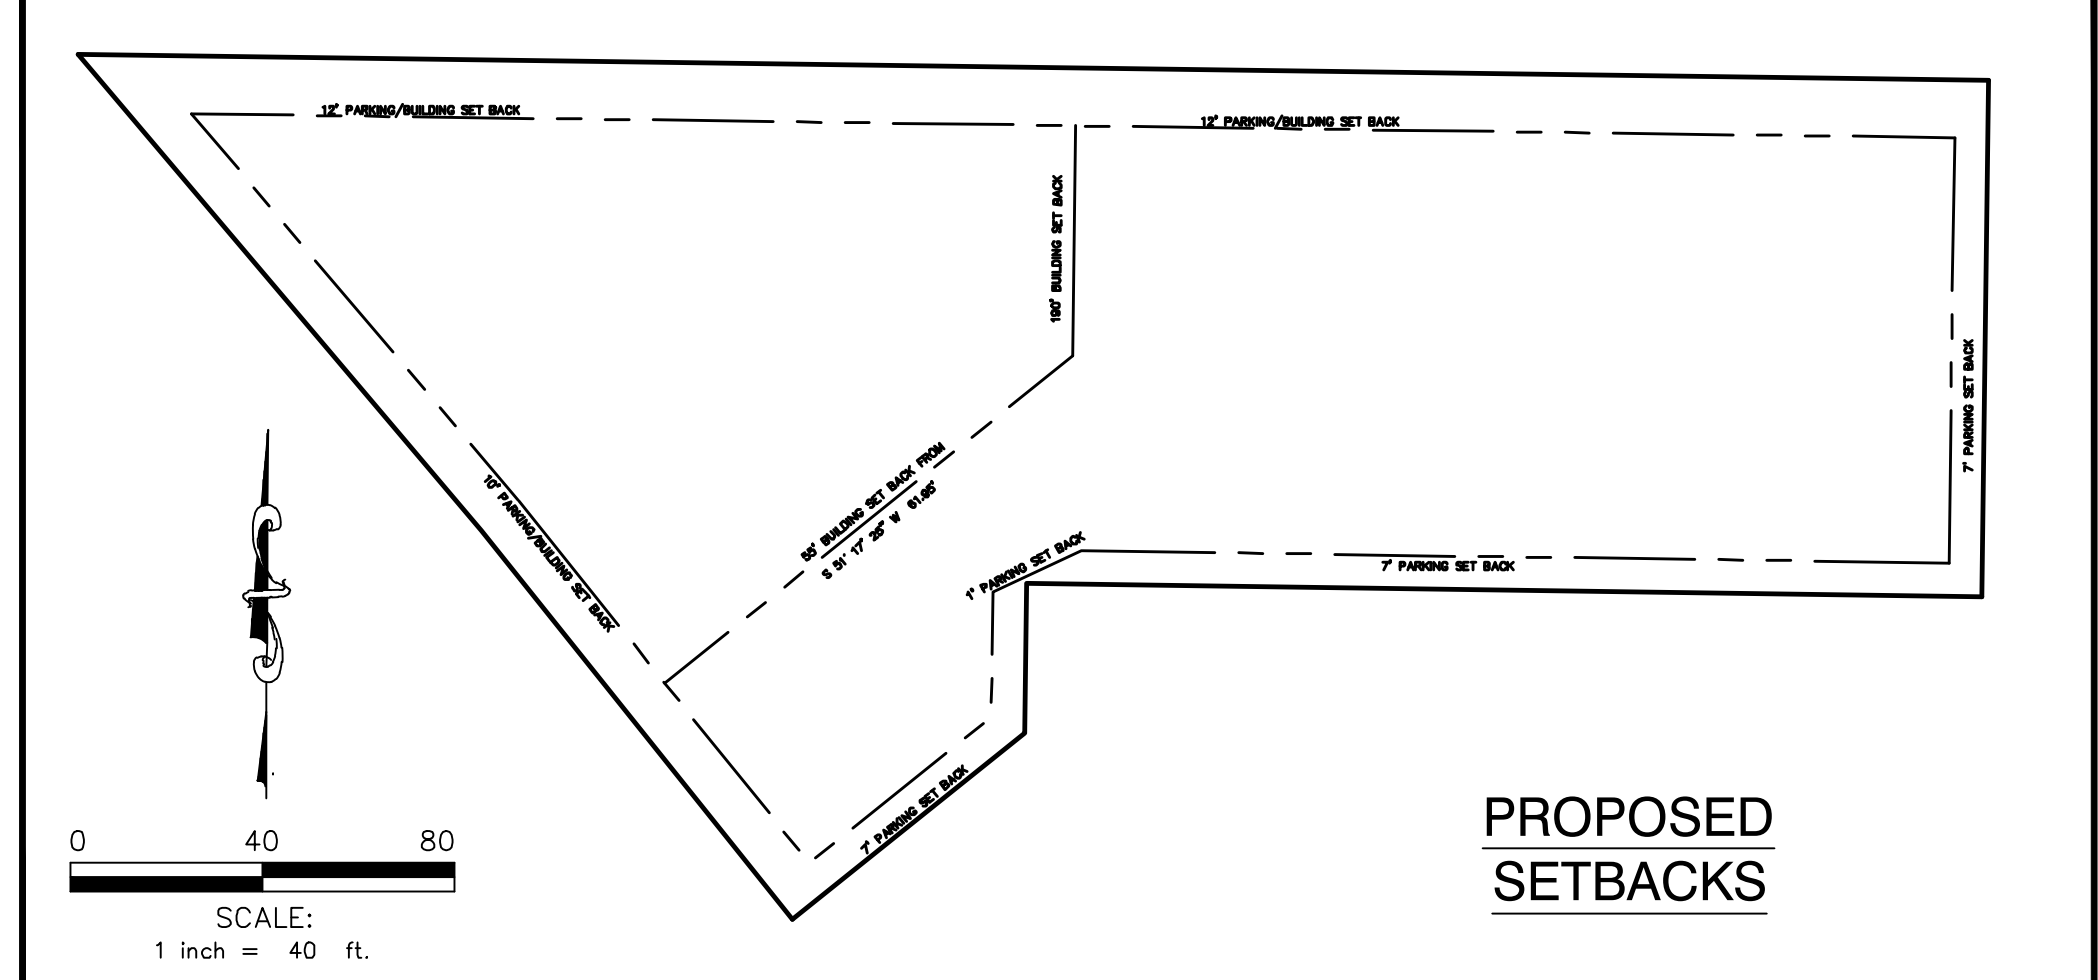 12' PARKING/BUILDING SET BACK
12' PARKING/BUILDING SET BACK
190' BUILDING SET BACK
7' PARKING SET BACK
55' BUILDING SET BACK FROM
S 51° 17' 26" W 61.95'
10' PARKING/BUILDING SET BACK
1' PARKING SET BACK
7' PARKING SET BACK
7' PARKING SET BACK
0 40 80
SCALE:
1 inch = 40 ft.
PROPOSED
SETBACKS